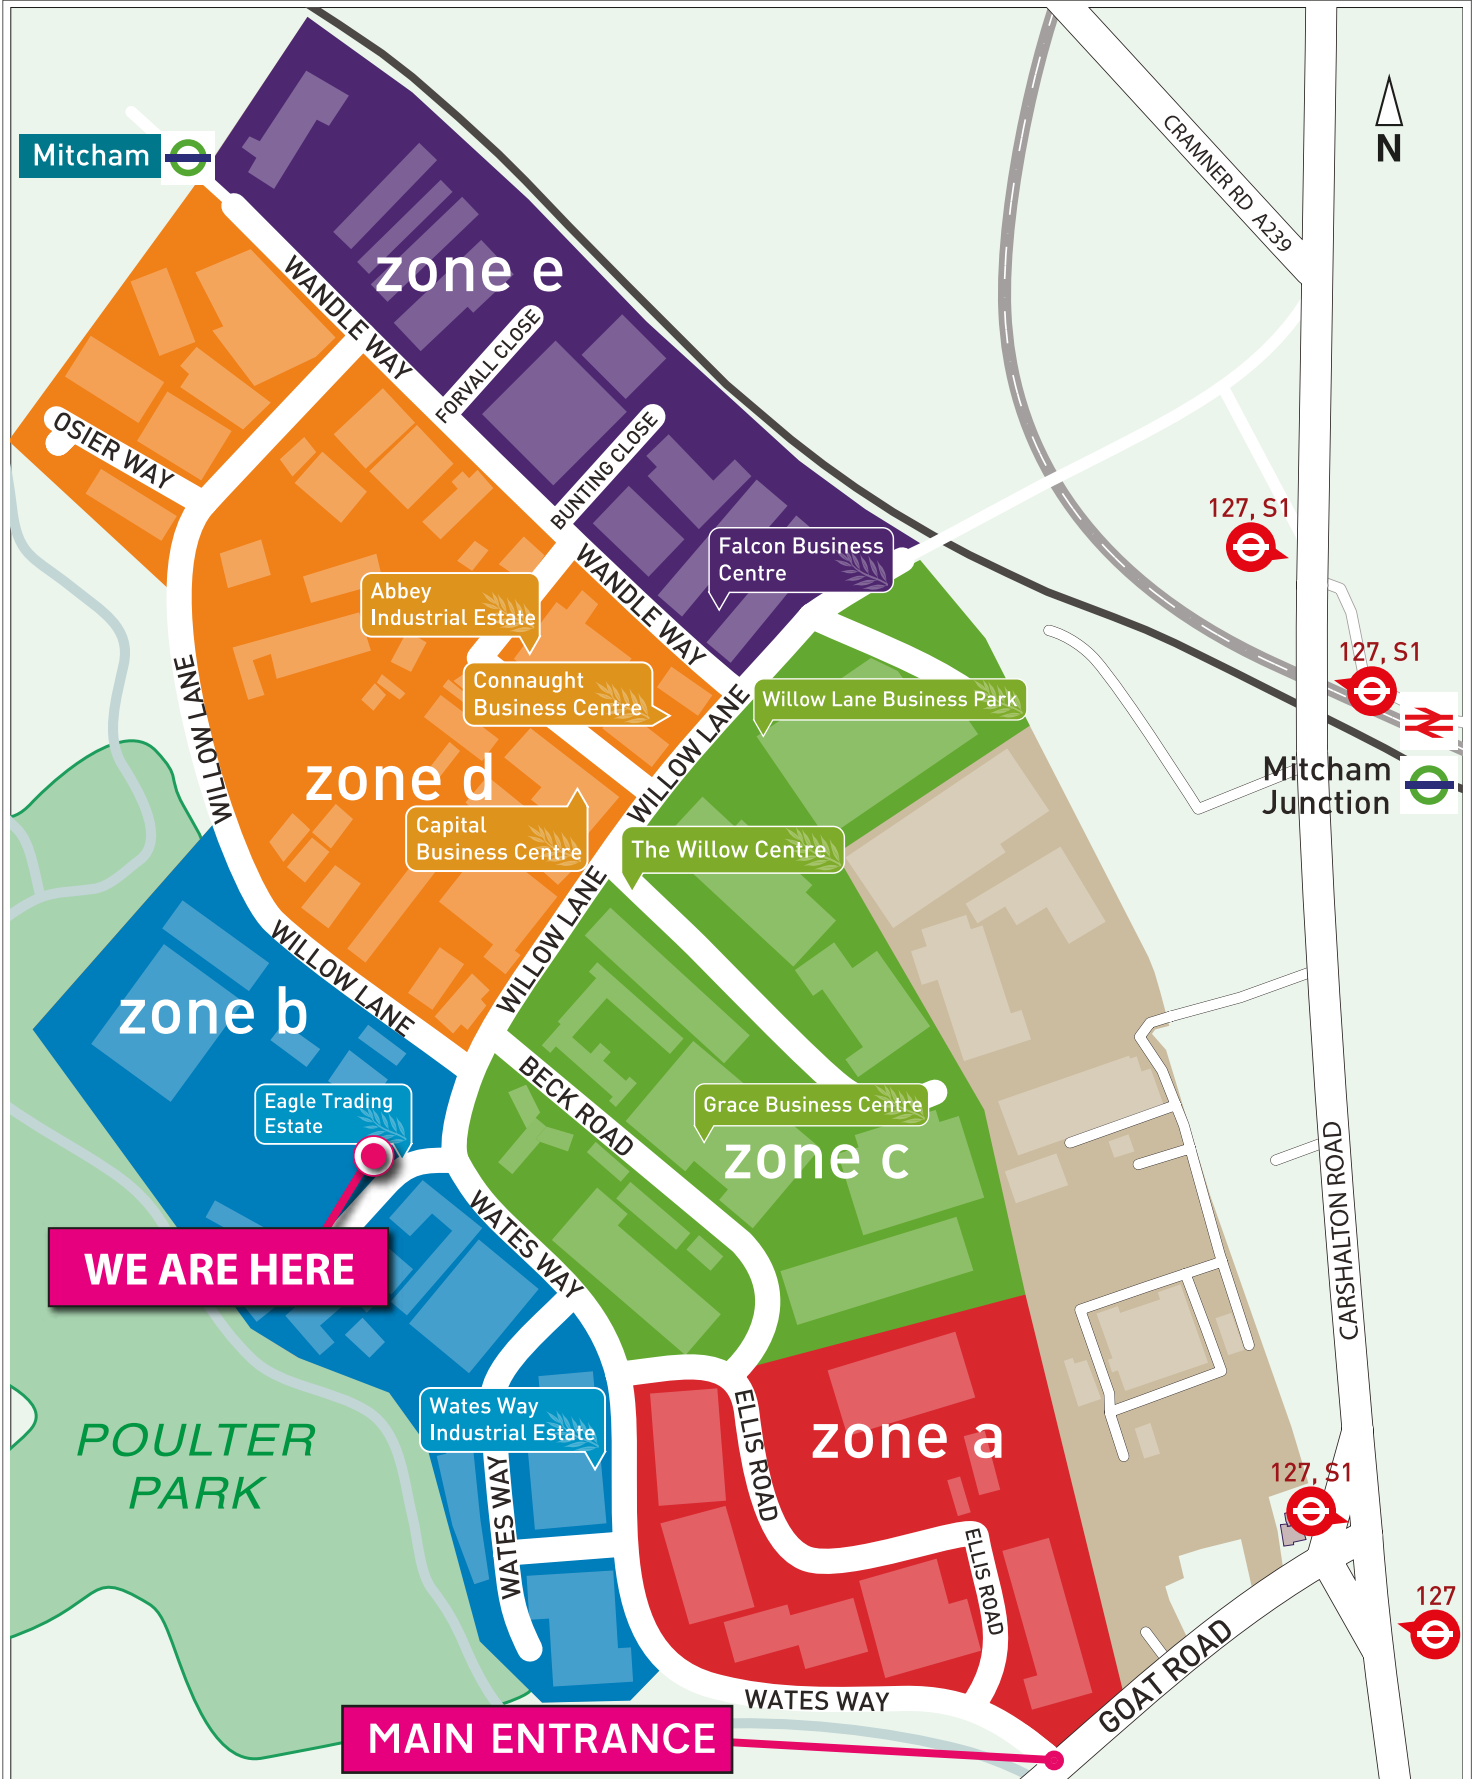 CRAMNER RD A239
N
Mitcham
zone e
WANDLE WAY
FORVALL CLOSE
OSIER WAY
BUNTING CLOSE
127, S1
Falcon Business
Centre
WANDLE WAY
Abbey
Industrial Estate
127, S1
WILLOW LANE
Connaught
Business Centre
Willow Lane Business Park
WILLOW LANE
zone d
Mitcham
Junction
Capital
Business Centre
The Willow Centre
WILLOW LANE
WILLOW LANE
zone b
BECK ROAD
Eagle Trading
Estate
Grace Business Centre
zone c
CARSHALTON ROAD
WATES WAY
WE ARE HERE
Wates Way
Industrial Estate
ELLIS ROAD
zone a
POULTER
PARK
127, S1
WATES WAY
ELLIS ROAD
127
GOAT ROAD
WATES WAY
MAIN ENTRANCE